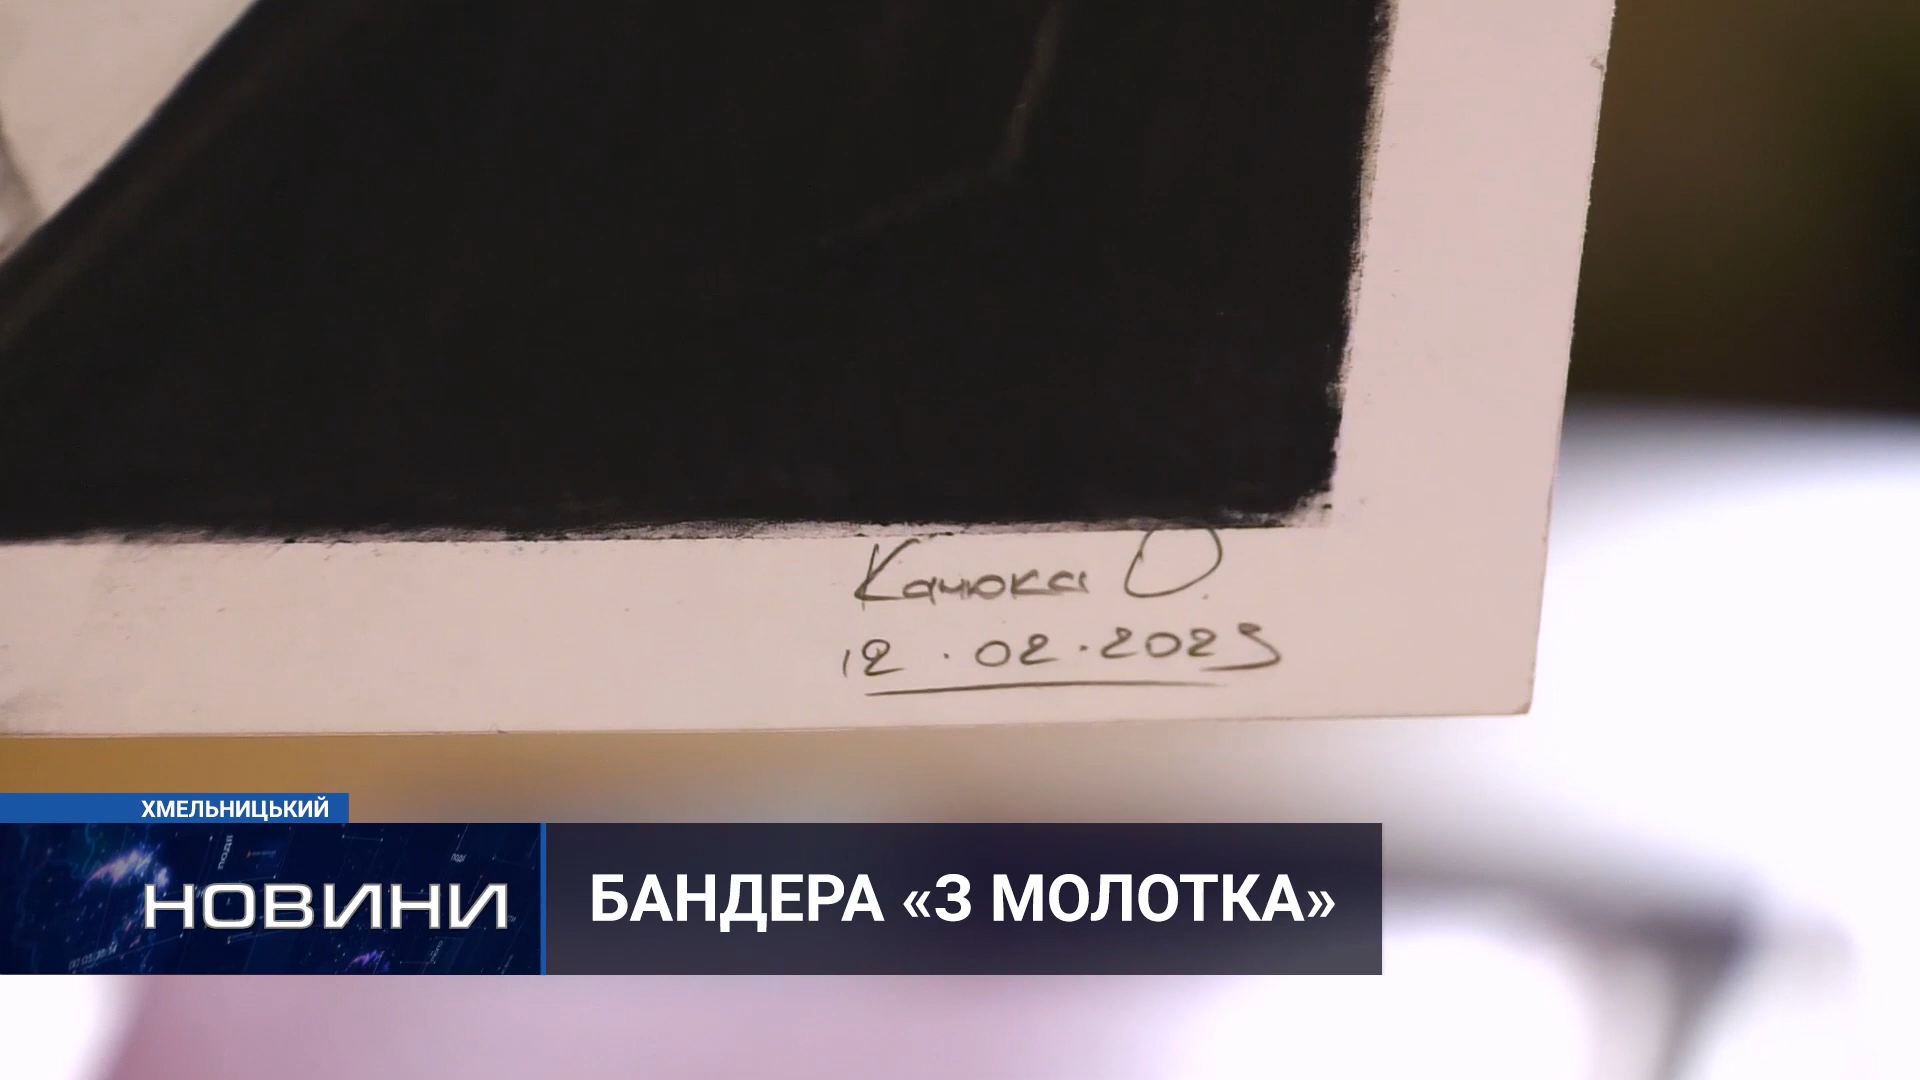 Качюка О.
12.02.2023
ХМЕЛЬНИЦЬКИЙ
НОВИНИ
БАНДЕРА «З МОЛОТКА»